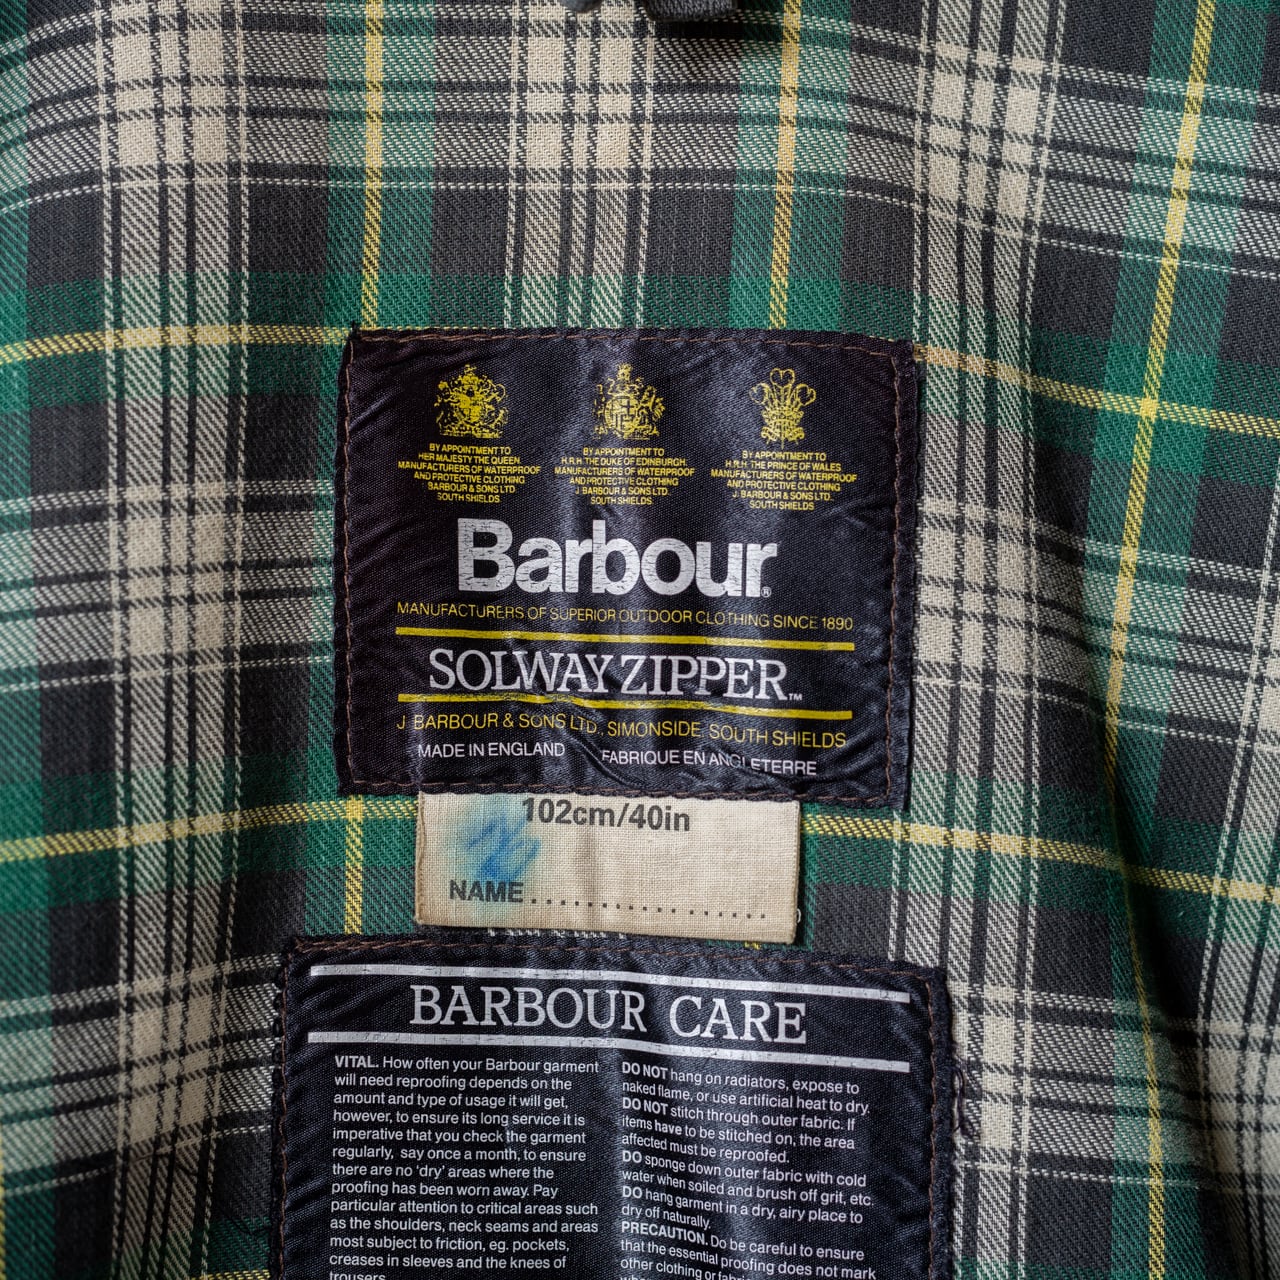 BY APPOINTMENT TO
HER MAJESTY THE QUEEN
MANUFACTURERS OF WATERPROOF
AND PROTECTIVE CLOTHING
BARBOUR & SONS LTD.
SOUTH SHIELDS
BY APPOINTMENT TO
H.R.H. THE DUKE OF EDINBURGH.
MANUFACTURERS OF WATERPROOF
AND PROTECTIVE CLOTHING
J. BARBOUR & SONS LTD.
SOUTH SHIELDS.
BY APPOINTMENT TO
H.R.H. THE PRINCE OF WALES
MANUFACTURERS OF WATERPROOF
AND PROTECTIVE CLOTHING
J. BARBOUR & SONS LTD.
SOUTH SHIELDS
Barbour®
MANUFACTURERS OF SUPERIOR OUTDOOR CLOTHING SINCE 1890
SOLWAY ZIPPER™
J BARBOUR & SONS LTD., SIMONSIDE, SOUTH SHIELDS
MADE IN ENGLAND FABRIQUE EN ANGLETERRE
102cm/40in
NAME....................
BARBOUR CARE
VITAL. How often your Barbour garment
will need reproofing depends on the
amount and type of usage it will get,
however, to ensure its long service it is
imperative that you check the garment
regularly, say once a month, to ensure
there are no 'dry' areas where the
proofing has been worn away. Pay
particular attention to critical areas such
as the shoulders, neck seams and areas
most subject to friction, eg. pockets,
creases in sleeves and the knees of
trousers.
DO NOT hang on radiators, expose to
naked flame, or use artificial heat to dry.
DO NOT stitch through outer fabric. If
items have to be stitched on, the area
affected must be reproofed.
DO sponge down outer fabric with cold
water when soiled and brush off grit, etc.
DO hang garment in a dry, airy place to
dry off naturally.
PRECAUTION. Do be careful to ensure
that the essential proofing does not mark
other clothing or